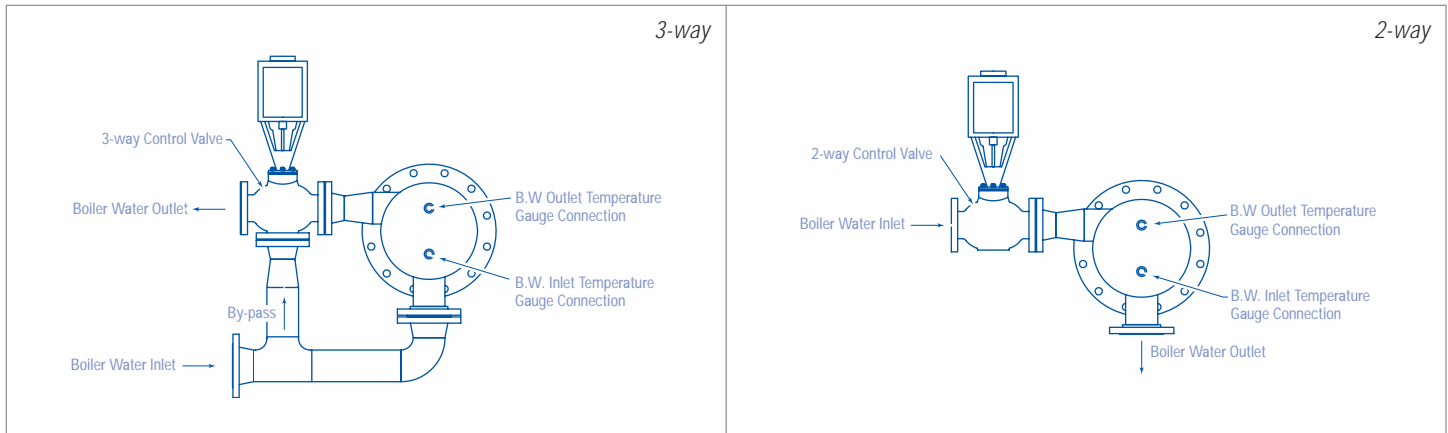 3-way
3-way Control Valve
Boiler Water Outlet
B.W Outlet Temperature
Gauge Connection
B.W. Inlet Temperature
Gauge Connection
By-pass
Boiler Water Inlet
2-way
2-way Control Valve
Boiler Water Inlet
B.W Outlet Temperature
Gauge Connection
B.W. Inlet Temperature
Gauge Connection
Boiler Water Outlet